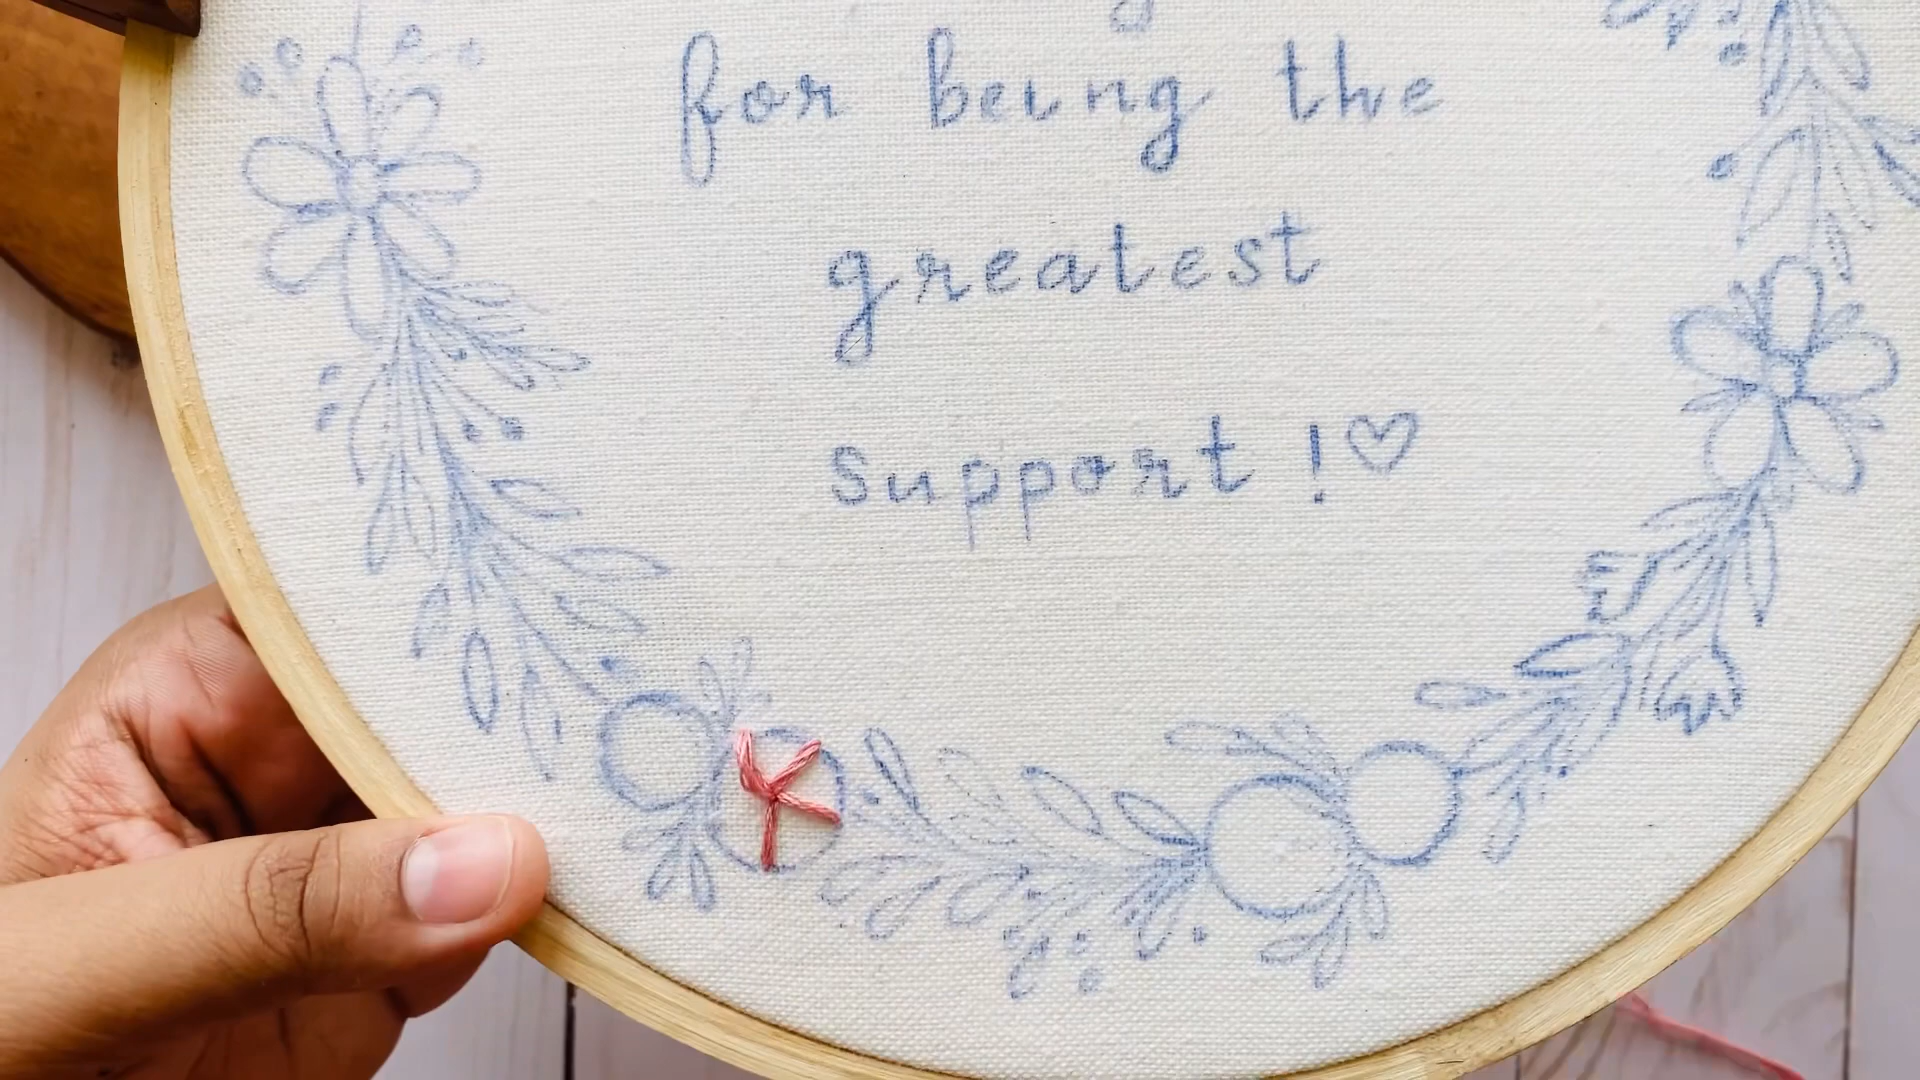 for being the
greatest
support !♡